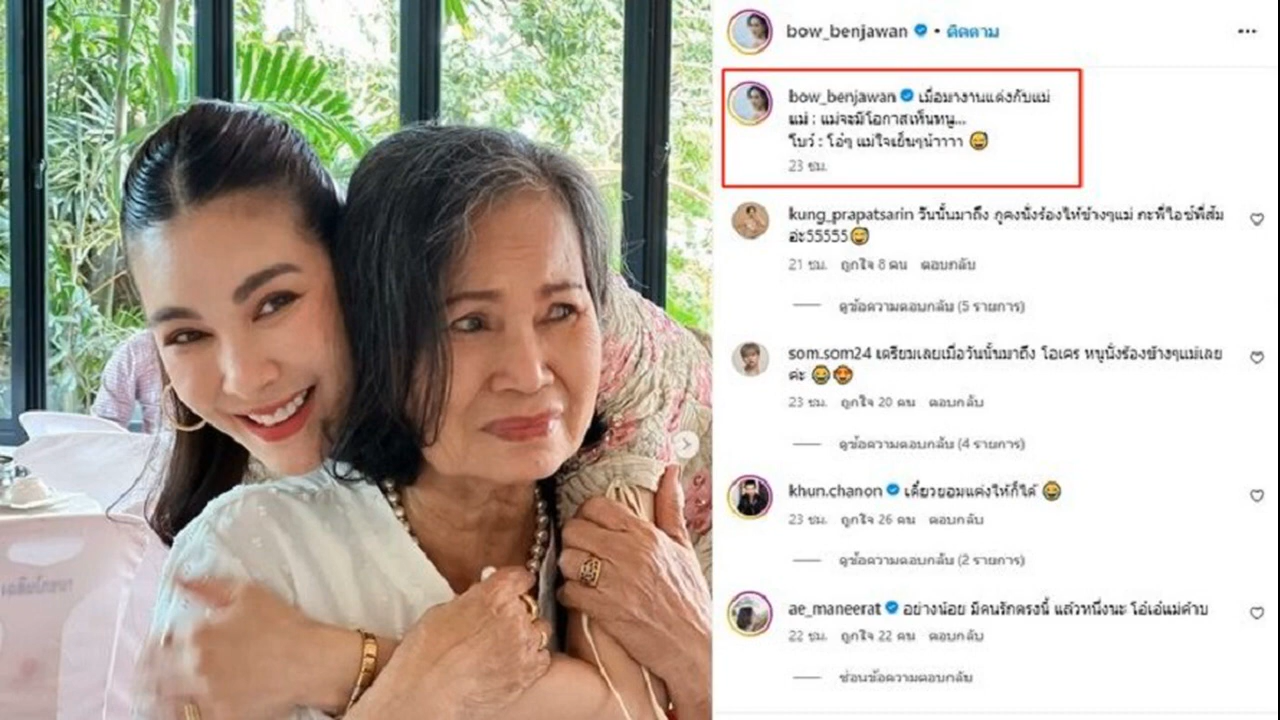 bow_benjawan • ติดตาม
bow_benjawan เมื่อมางานแต่งกับแม่
แม่ : แม่จะมีโอกาสเห็นหนู...
โบว์ : โอ๋ๆ แม่ใจเย็นๆน้าาาา 😅
23 ชม.
kung_prapatsarin วันนั้นมาถึง กูคงนั่งร้องให้ข้างๆแม่ กะพี่ไอซ์พี่ส้ม
อ่ะ55555😅
21 ชม. ถูกใจ 8 คน ตอบกลับ
ดูข้อความตอบกลับ (5 รายการ)
som.som24 เตรียมเลยเมื่อวันนั้นมาถึง โอเคร หนูนั่งร้องข้างๆแม่เลย
ค่ะ 😂😍
23 ชม. ถูกใจ 20 คน ตอบกลับ
ดูข้อความตอบกลับ (4 รายการ)
khun.chanon เดี๋ยวยอมแต่งให้ก็ได้ 😂
23 ชม. ถูกใจ 26 คน ตอบกลับ
ดูข้อความตอบกลับ (2 รายการ)
ae_maneerat อย่างน้อย มีคนรักตรงนี้ แล้วหนึ่งนะ โอ๋เอ๋แม่ค้าบ
22 ชม. ถูกใจ 22 คน ตอบกลับ
ซ่อนข้อความตอบกลับ